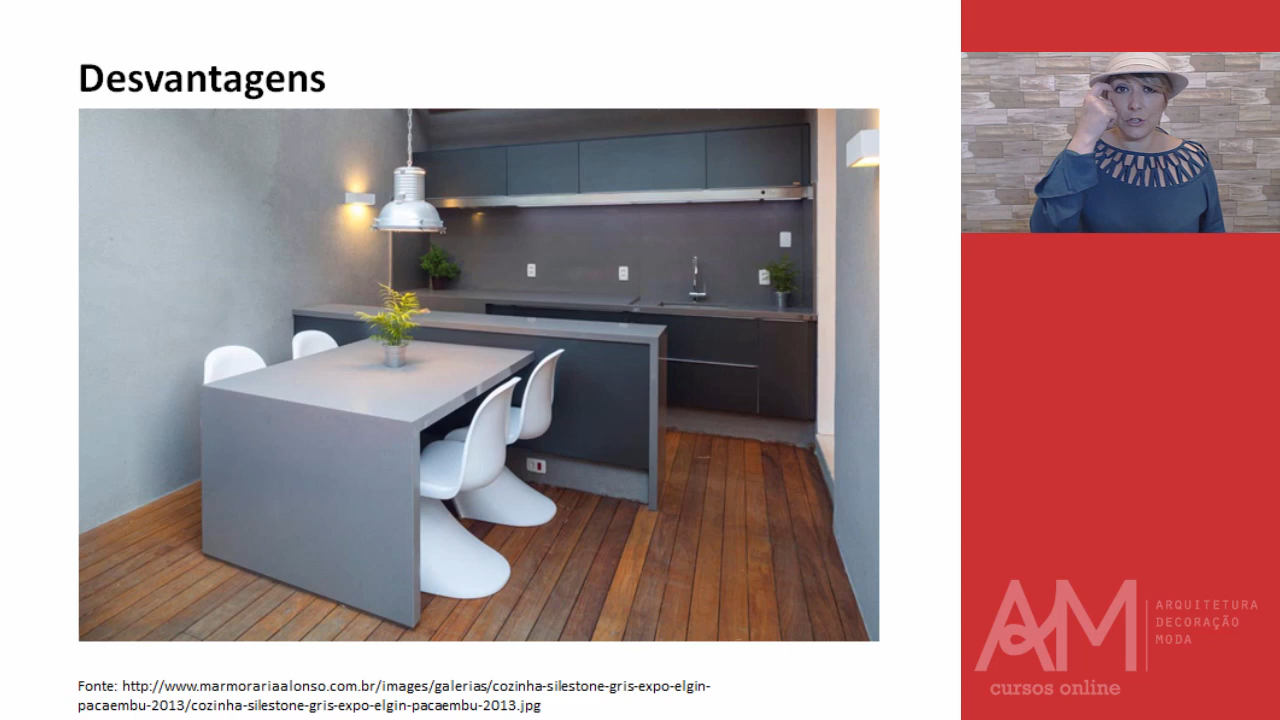 Desvantagens
Fonte: http://www.marmorariaalonso.com.br/images/galerias/cozinha-silestone-gris-expo-elgin-
pacaembu-2013/cozinha-silestone-gris-expo-elgin-pacaembu-2013.jpg
AM
ARQUITETURA
DECORAÇÃO
MODA
cursos online